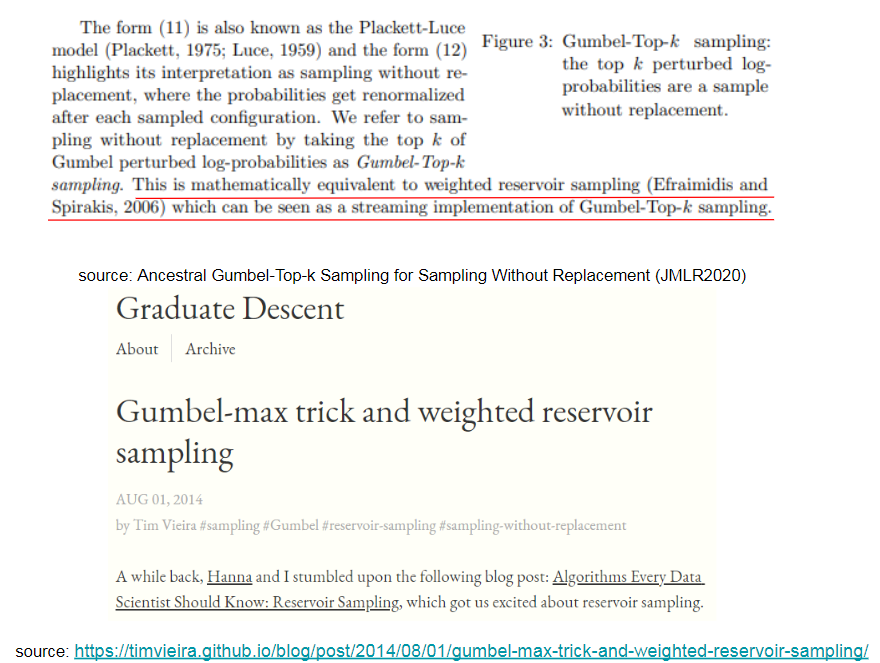 The form (11) is also known as the Plackett-Luce
model (Plackett, 1975; Luce, 1959) and the form (12)
highlights its interpretation as sampling without re-
placement, where the probabilities get renormalized
after each sampled configuration. We refer to sam-
pling without replacement by taking the top k of
Gumbel perturbed log-probabilities as Gumbel-Top-k
sampling. This is mathematically equivalent to weighted reservoir sampling (Efraimidis and
Spirakis, 2006) which can be seen as a streaming implementation of Gumbel-Top-k sampling.
Figure 3: Gumbel-Top-k sampling:
the top k perturbed log-
probabilities are a sample
without replacement.
source: Ancestral Gumbel-Top-k Sampling for Sampling Without Replacement (JMLR2020)
Graduate Descent
About Archive
Gumbel-max trick and weighted reservoir
sampling
AUG 01, 2014
by Tim Vieira #sampling #Gumbel #reservoir-sampling #sampling-without-replacement
A while back, Hanna and I stumbled upon the following blog post: Algorithms Every Data
Scientist Should Know: Reservoir Sampling, which got us excited about reservoir sampling.
source: https://timvieira.github.io/blog/post/2014/08/01/gumbel-max-trick-and-weighted-reservoir-sampling/